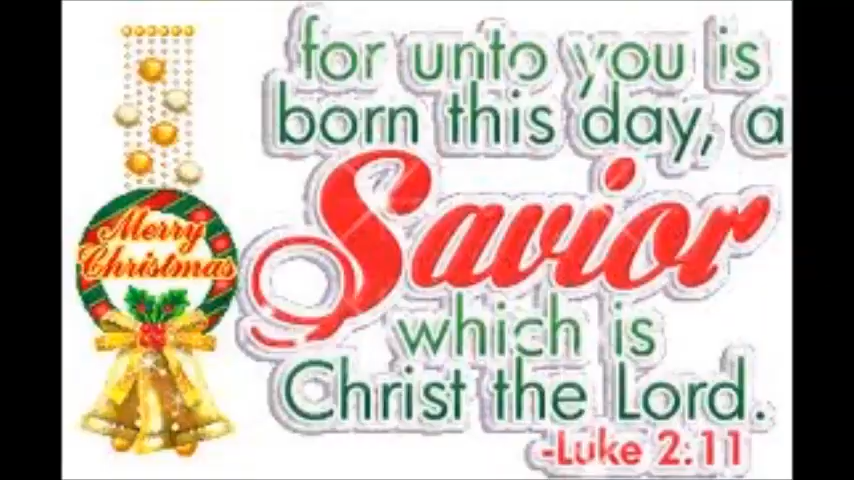 for unto you is
born this day, a
Savior
which is
Christ the Lord.
-Luke 2:11
Merry
Christmas